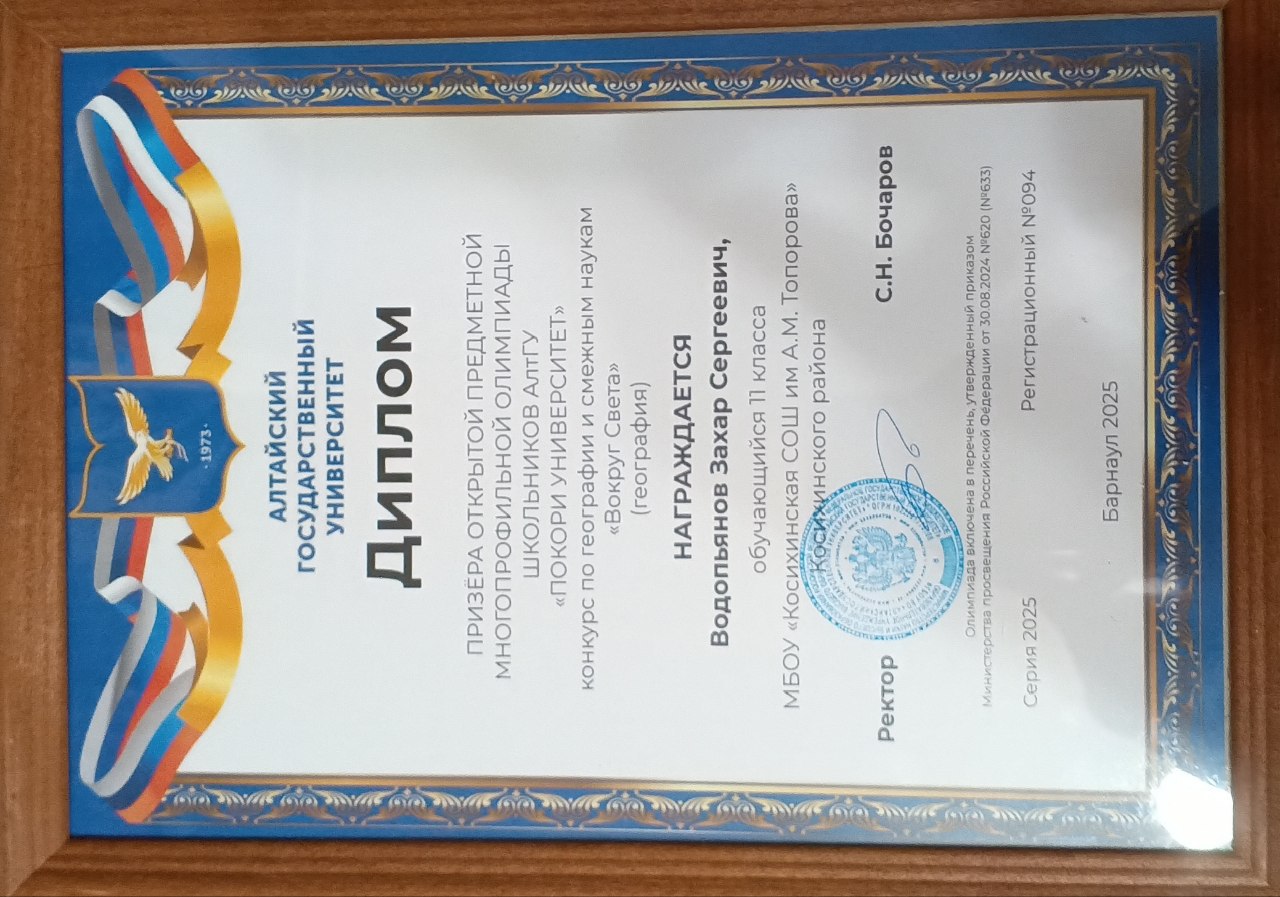 ·1973·
АЛТАЙСКИЙ
ГОСУДАРСТВЕННЫЙ
УНИВЕРСИТЕТ
Диплом
ПРИЗЁРА ОТКРЫТОЙ ПРЕДМЕТНОЙ
МНОГОПРОФИЛЬНОЙ ОЛИМПИАДЫ
ШКОЛЬНИКОВ АлтГУ
«ПОКОРИ УНИВЕРСИТЕТ»
конкурс по географии и смежным наукам
«Вокруг Света»
(география)
НАГРАЖДАЕТСЯ
Водопьянов Захар Сергеевич,
обучающийся 11 класса
МБОУ «Косихинская СОШ им А.М. Топорова»
Косихинского района
Ректор С.Н. Бочаров
Олимпиада включена в перечень, утвержденный приказом
Министерства просвещения Российской Федерации от 30.08.2024 №620 (№633)
Серия 2025 Регистрационный №094
Барнаул 2025